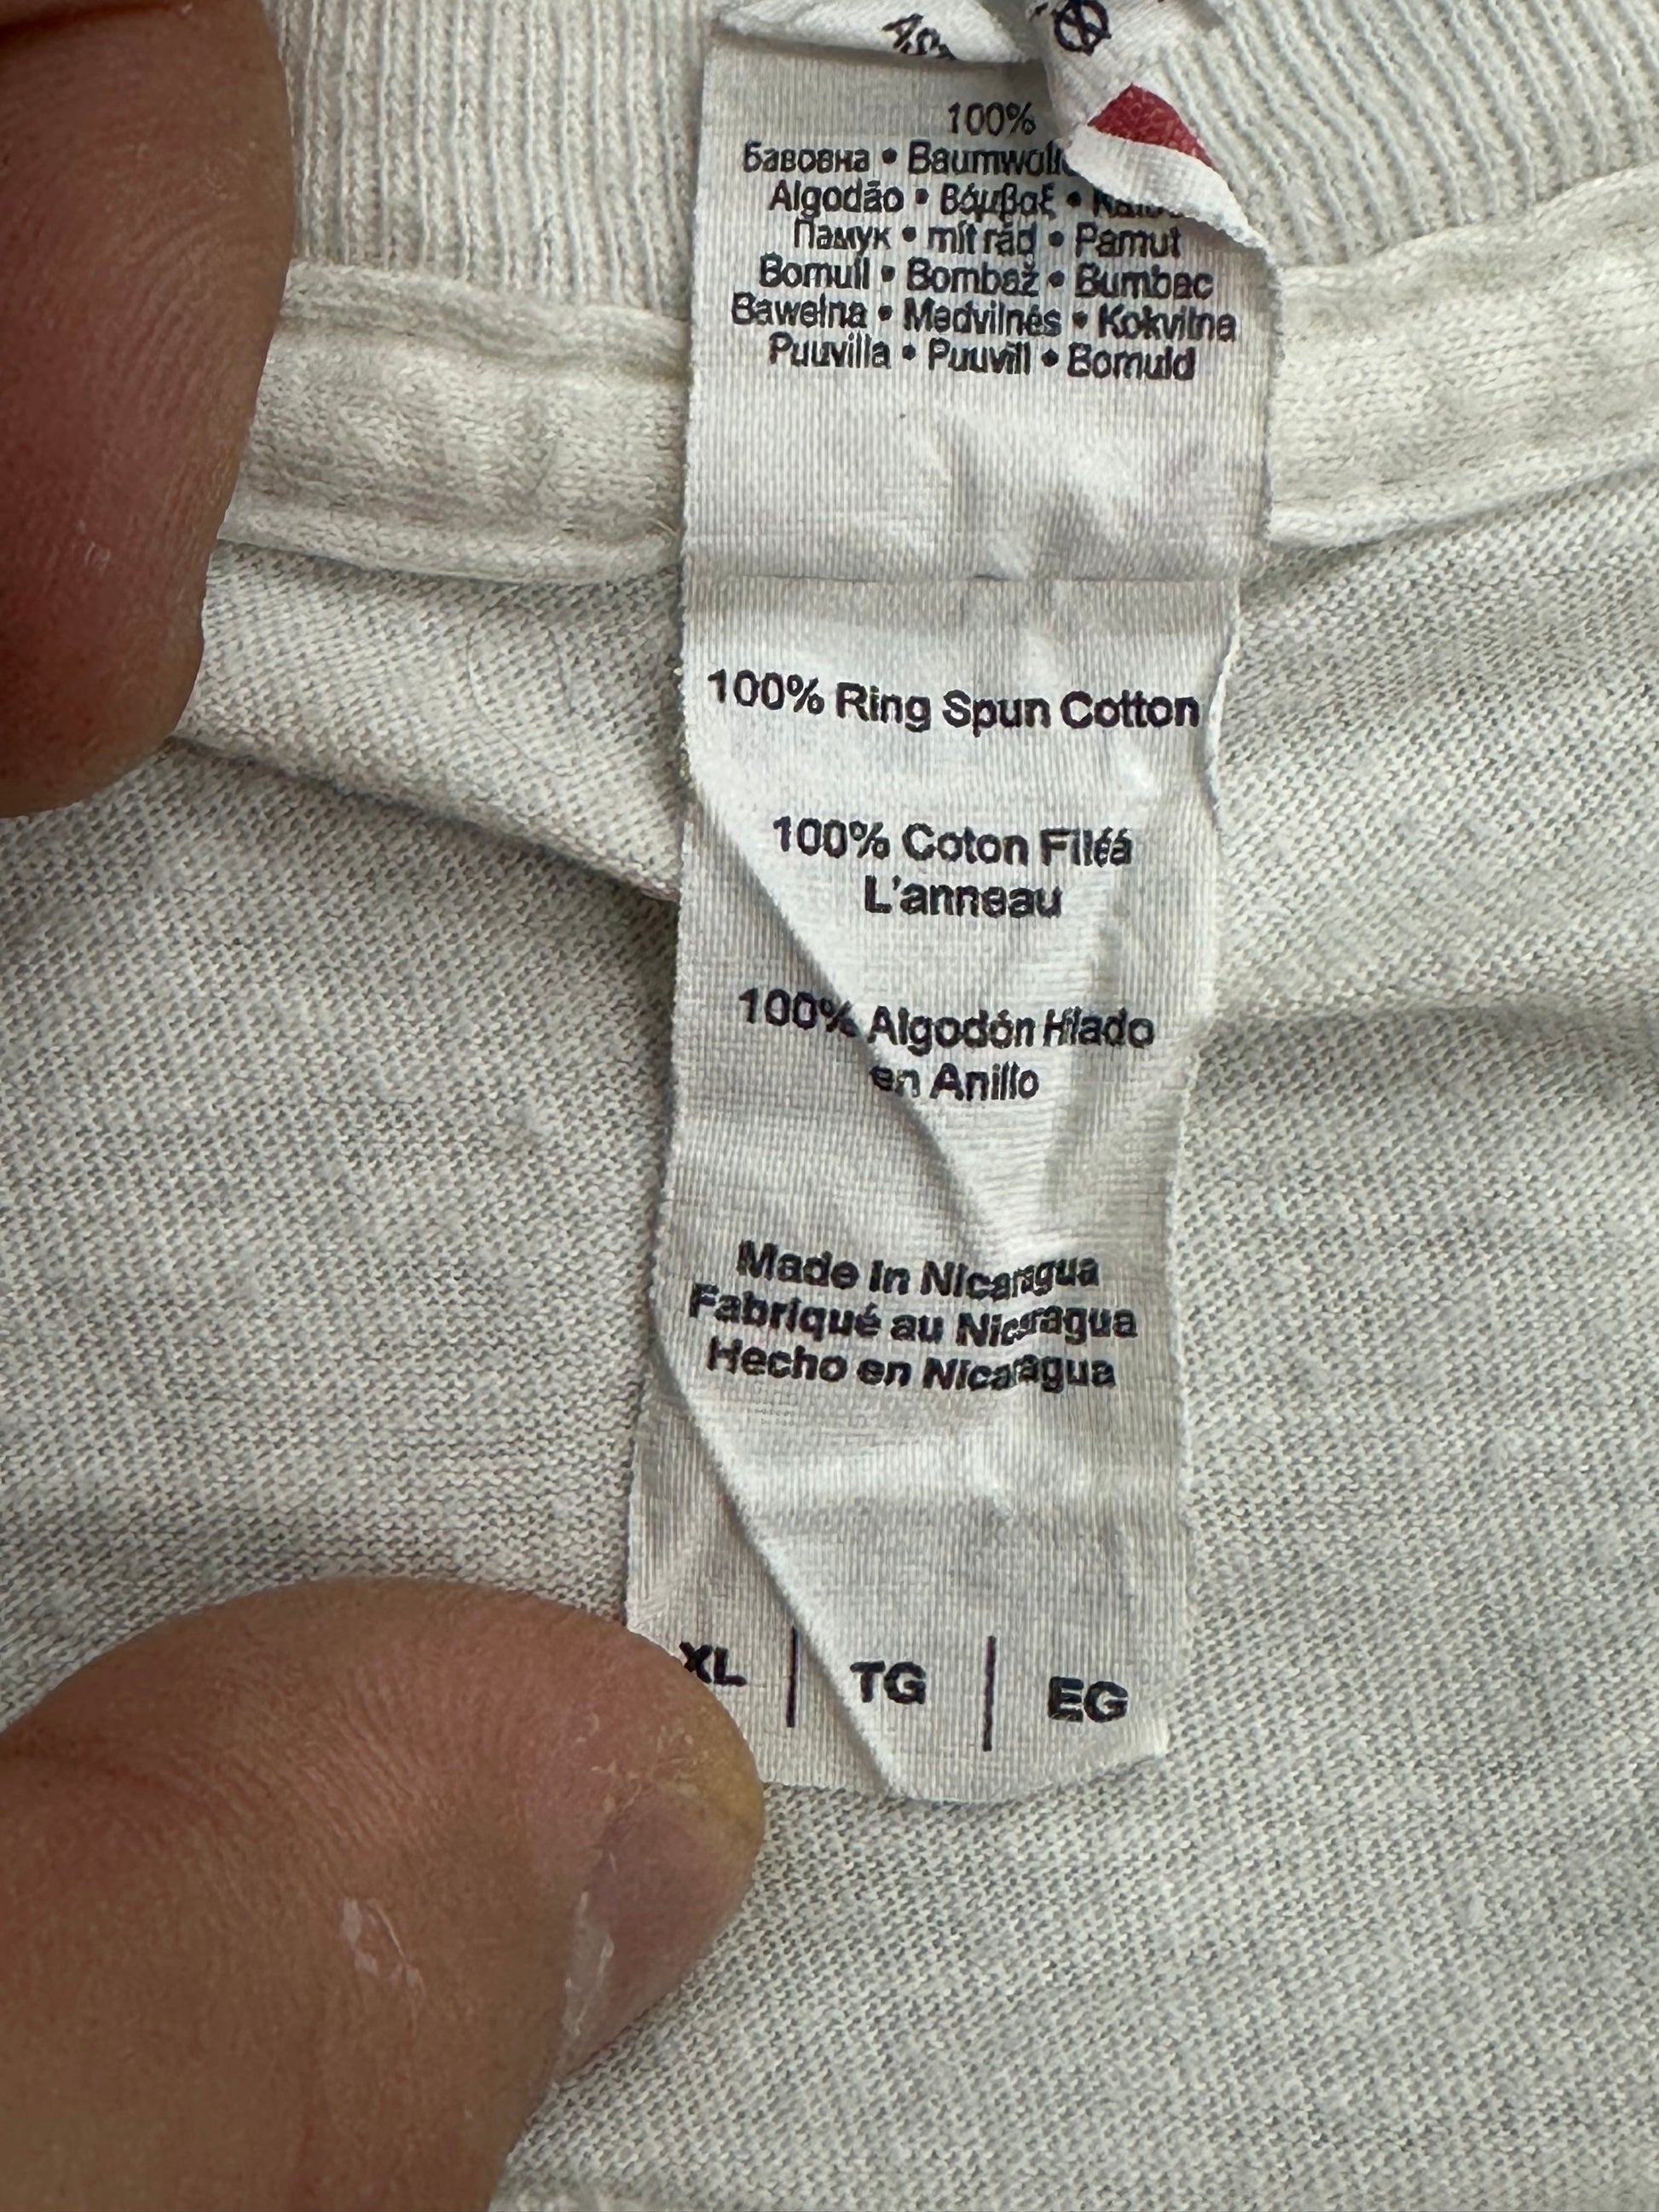 100%
бавовна • Baumwoll
Algodão • Βάμβαξ •
Памук • mít rád • Pamut
Bomull • Bombaž • Bumbac
Bawełna • Medvilnės • Kokvilna
Puuvilla • Puuvill • Bomuld
100% Ring Spun Cotton
100% Coton Filéá
L'anneau
100% Algodón Hilado
en Anillo
Made In Nicaragua
Fabriqué au Nicaragua
Hecho en Nicaragua
XL | TG | EG